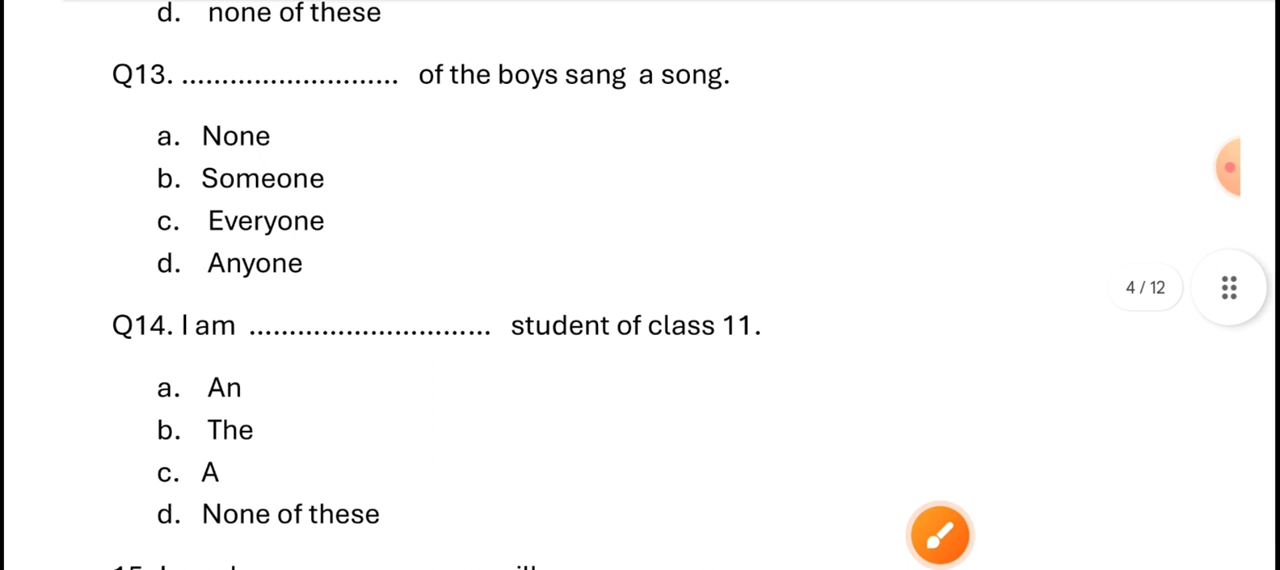 d. none of these
Q13. ........................... of the boys sang a song.
a. None
b. Someone
c. Everyone
d. Anyone
4 / 12
Q14. I am .............................. student of class 11.
a. An
b. The
c. A
d. None of these